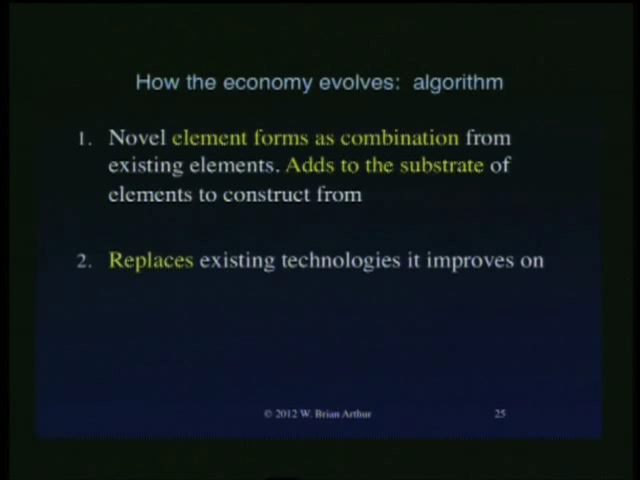 How the economy evolves: algorithm
1. Novel element forms as combination from
existing elements. Adds to the substrate of
elements to construct from
2. Replaces existing technologies it improves on
© 2012 W. Brian Arthur
25